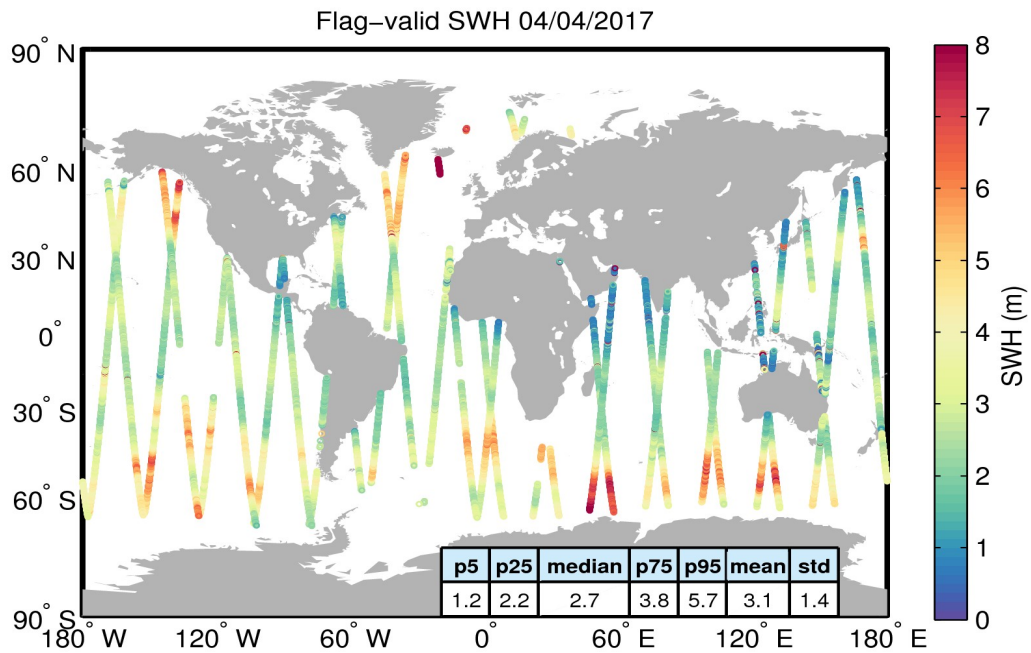 Flag−valid SWH 04/04/2017
90° N
60° N
30° N
0°
30° S
60° S
90° S
180° W
120° W
60° W
0°
60° E
120° E
180° E
p5 p25 median p75 p95 mean std
1.2 2.2 2.7 3.8 5.7 3.1 1.4
8
7
6
5
4
3
2
1
0
SWH (m)